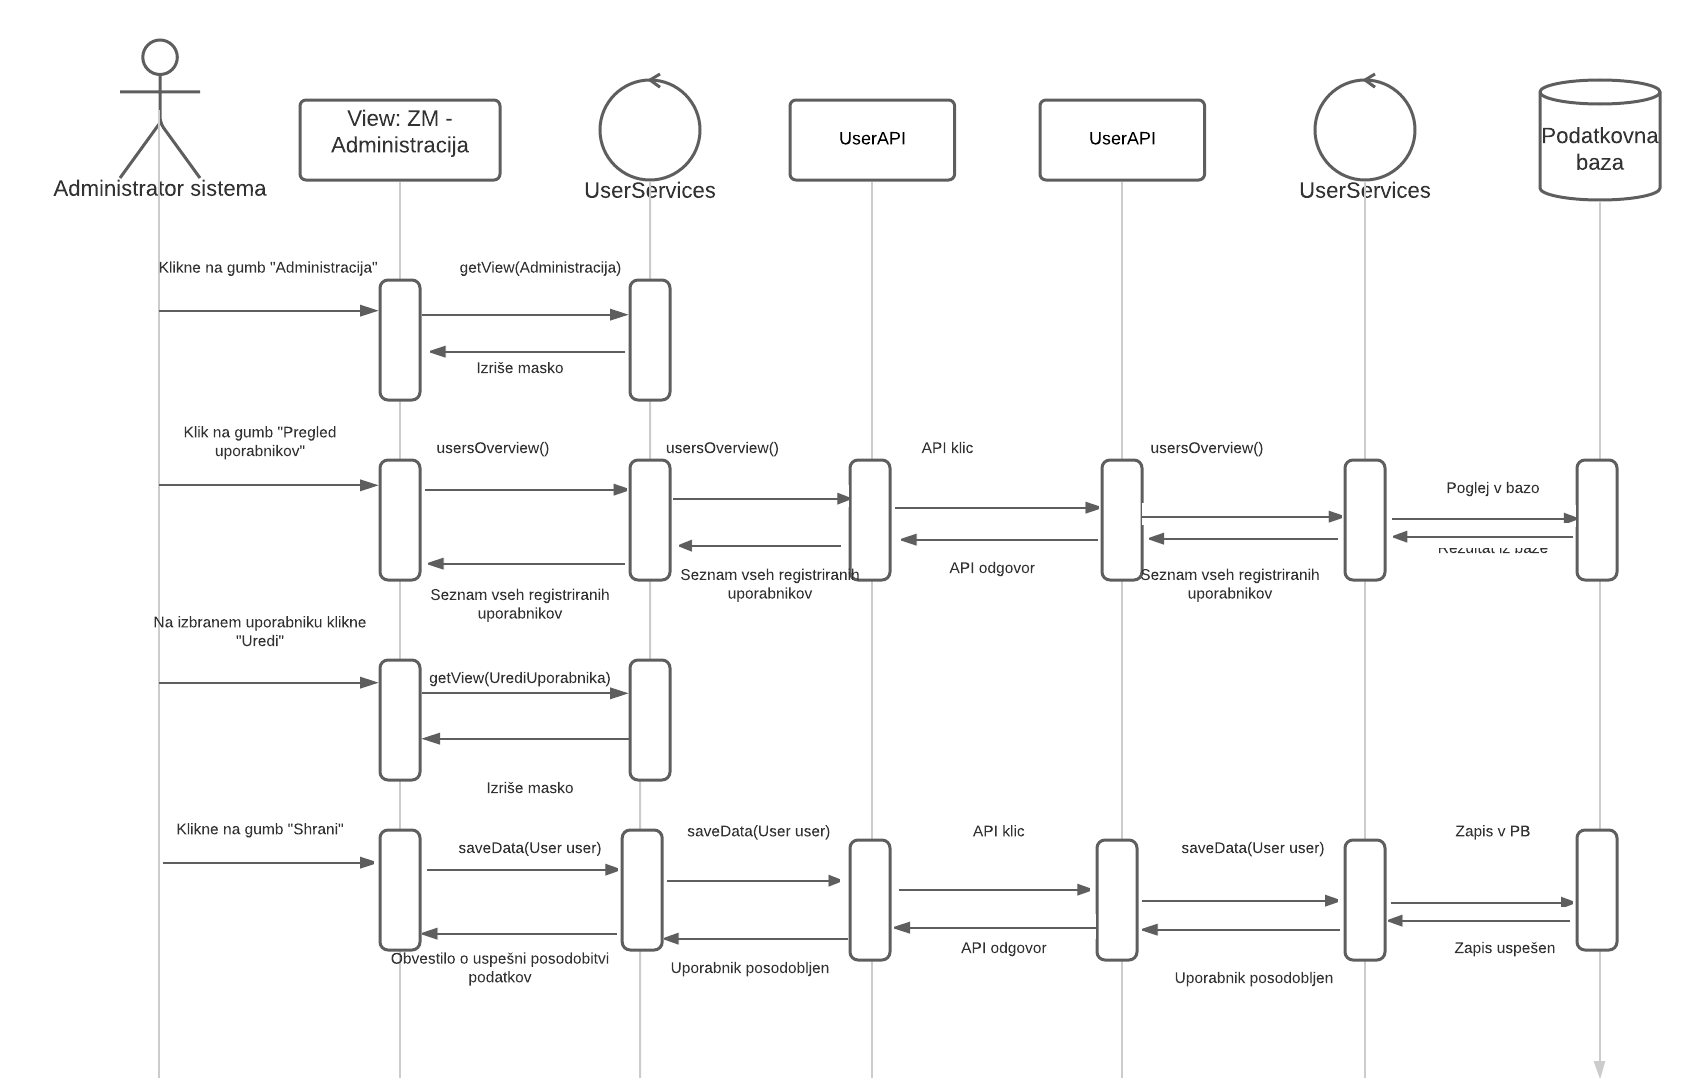 View: ZM -
Administracija
UserAPI
UserAPI
Podatkovna
baza
Administrator sistema
UserServices
UserServices
Klikne na gumb "Administracija"
getView(Administracija)
Izriše masko
Klik na gumb "Pregled
uporabnikov"
usersOverview()
usersOverview()
API klic
usersOverview()
Poglej v bazo
Rezultat iz baze
Seznam vseh registriranih
uporabnikov
Seznam vseh registriranih
uporabnikov
API odgovor
Seznam vseh registriranih
uporabnikov
Na izbranem uporabniku klikne
"Uredi"
getView(UrediUporabnika)
Izriše masko
Klikne na gumb "Shrani"
saveData(User user)
saveData(User user)
API klic
saveData(User user)
Zapis v PB
Obvestilo o uspešni posodobitvi
podatkov
Uporabnik posodobljen
API odgovor
Uporabnik posodobljen
Zapis uspešen